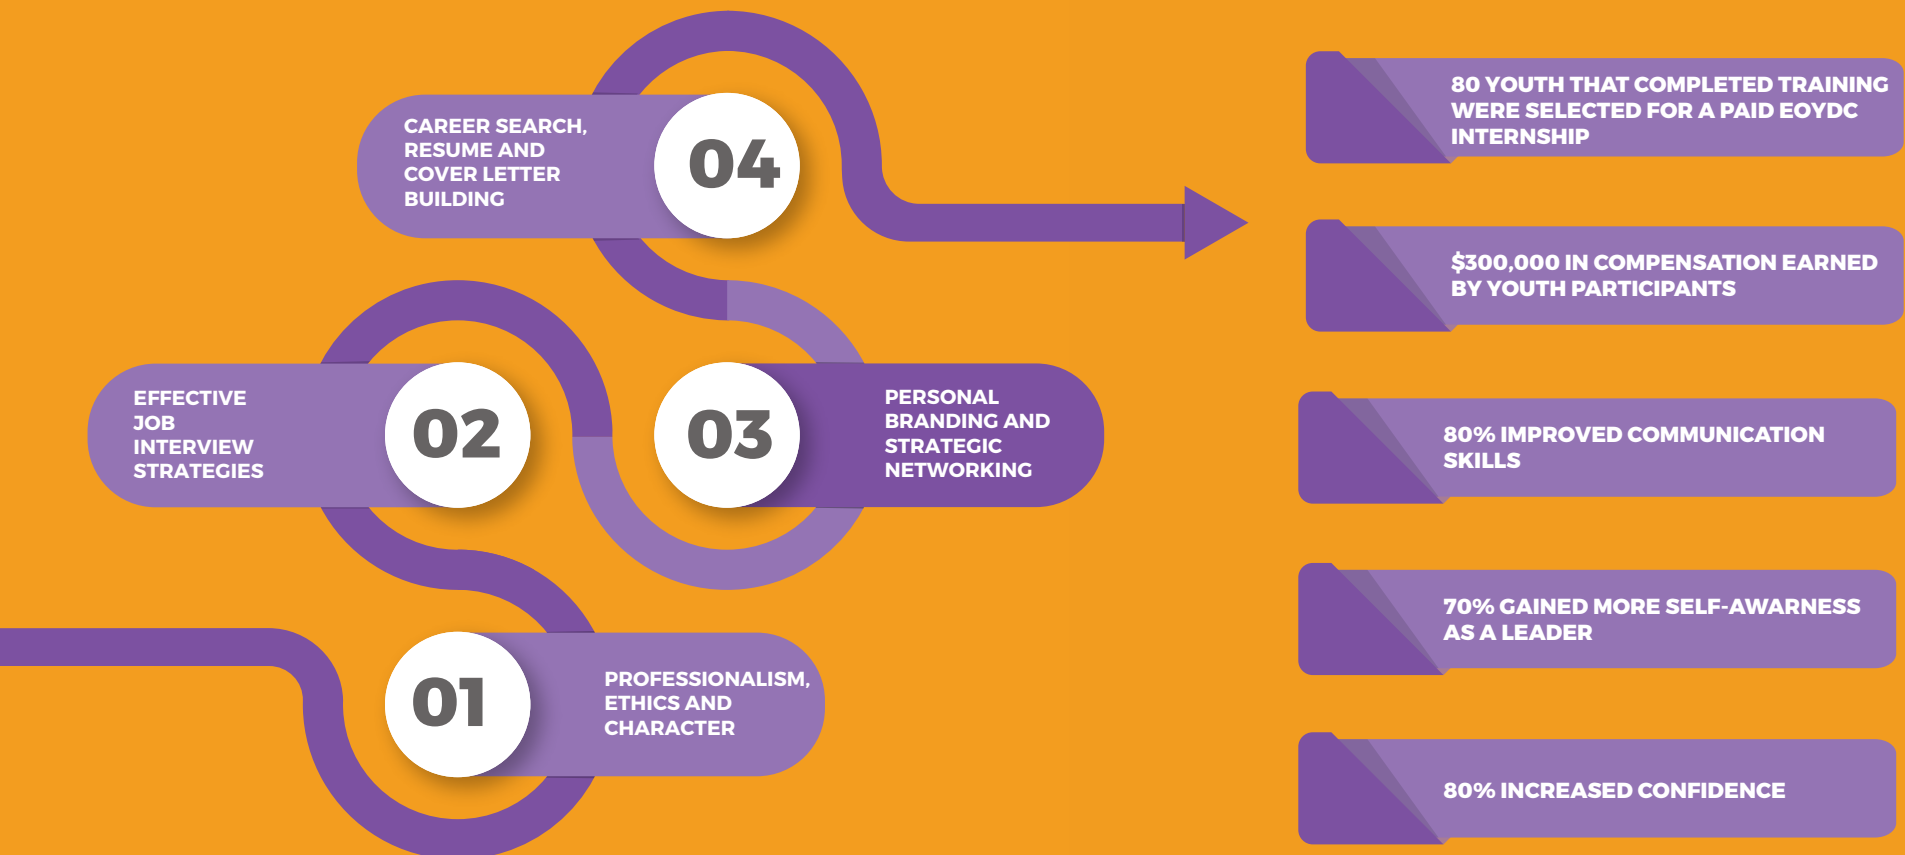 CAREER SEARCH,
RESUME AND
COVER LETTER
BUILDING
04
EFFECTIVE
JOB
INTERVIEW
STRATEGIES
02
03
PERSONAL
BRANDING AND
STRATEGIC
NETWORKING
01
PROFESSIONALISM,
ETHICS AND
CHARACTER
80 YOUTH THAT COMPLETED TRAINING
WERE SELECTED FOR A PAID EOYDC
INTERNSHIP
$300,000 IN COMPENSATION EARNED
BY YOUTH PARTICIPANTS
80% IMPROVED COMMUNICATION
SKILLS
70% GAINED MORE SELF-AWARNESS
AS A LEADER
80% INCREASED CONFIDENCE